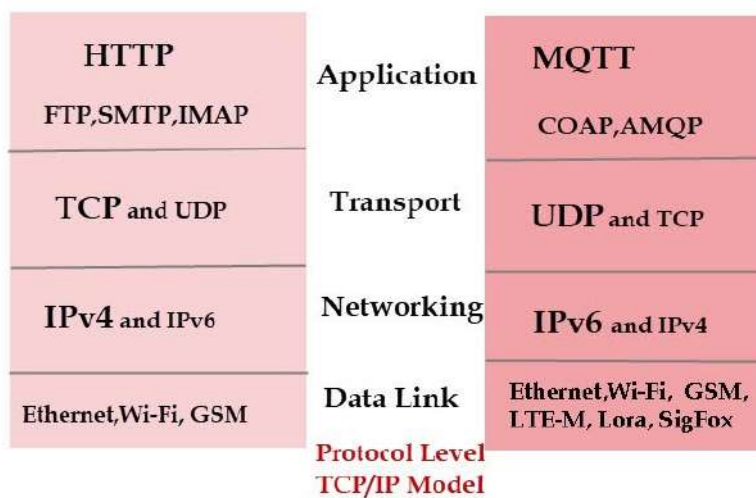 HTTP
FTP,SMTP,IMAP
TCP and UDP
IPv4 and IPv6
Ethernet,Wi-Fi, GSM
Application
Transport
Networking
Data Link
Protocol Level
TCP/IP Model
MQTT
COAP,AMQP
UDP and TCP
IPv6 and IPv4
Ethernet,Wi-Fi, GSM,
LTE-M, Lora, SigFox